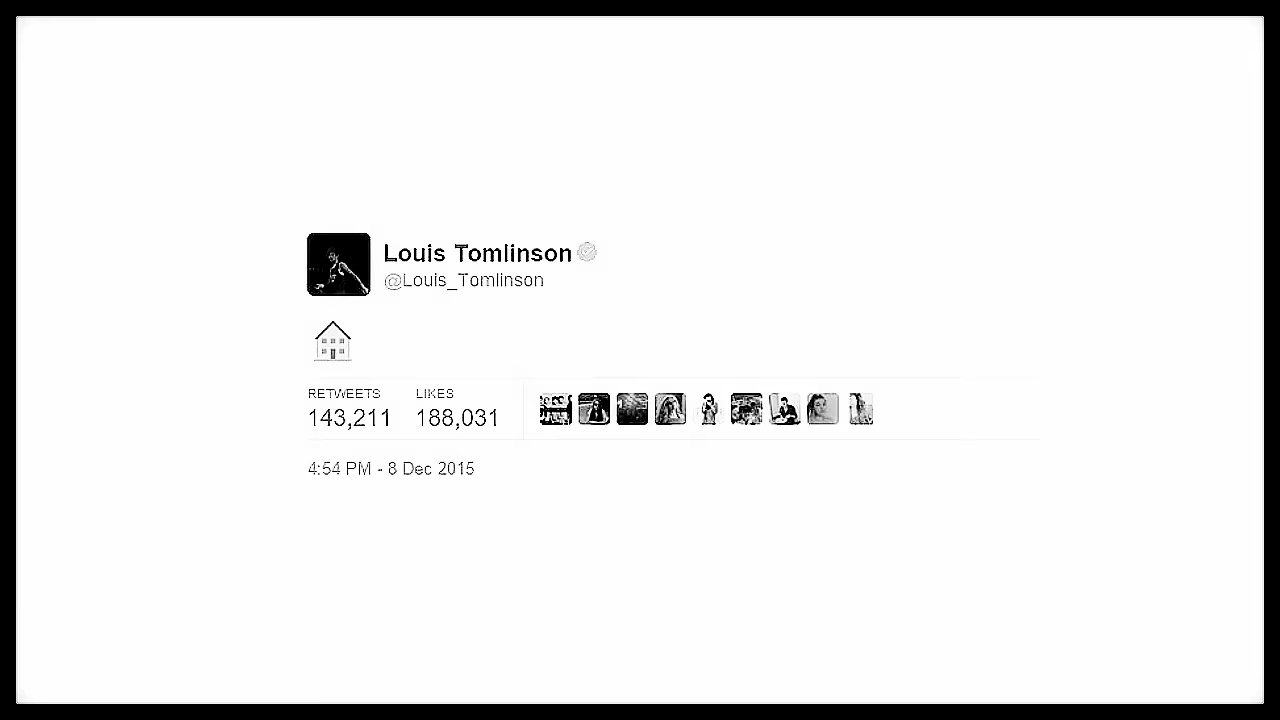 Louis Tomlinson
@Louis_Tomlinson
RETWEETS LIKES
143,211 188,031
4:54 PM - 8 Dec 2015